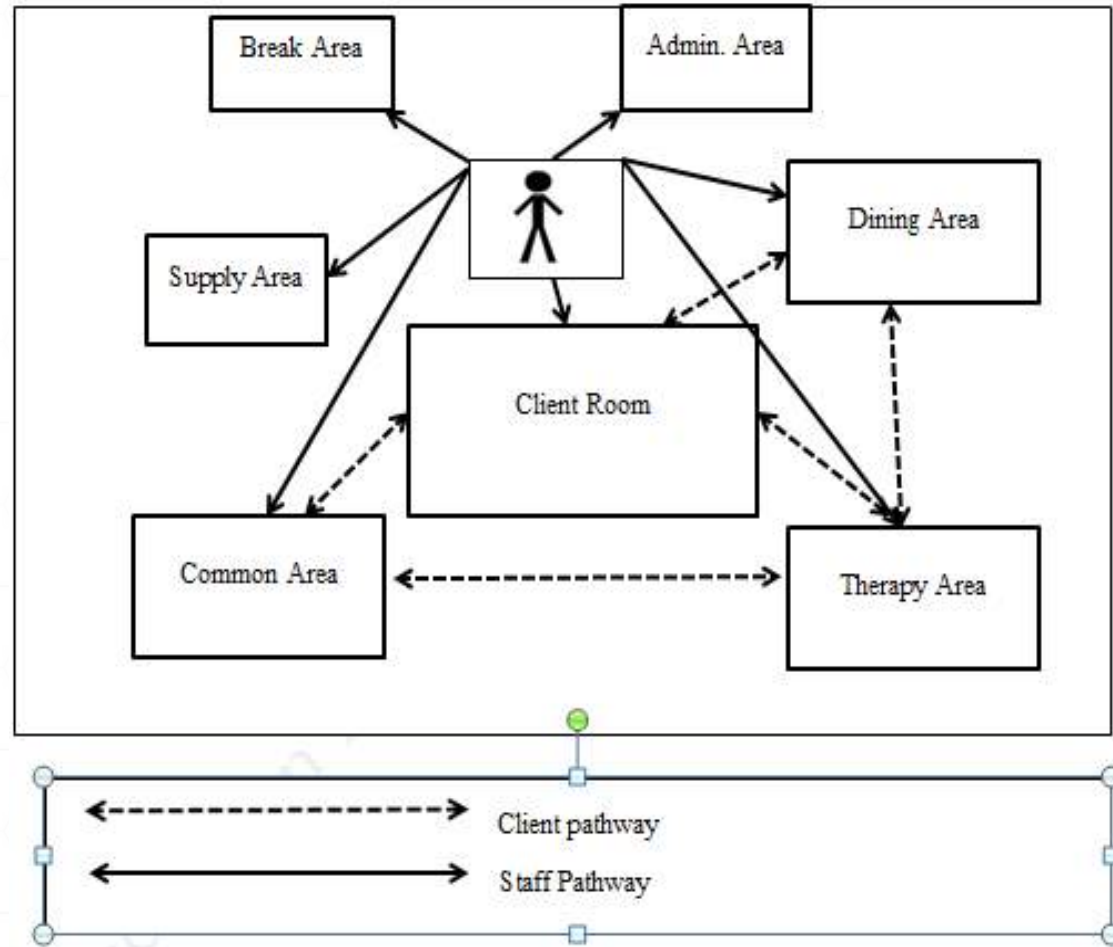 Break Area
Admin. Area
Dining Area
Supply Area
Client Room
Common Area
Therapy Area
Client pathway
Staff Pathway